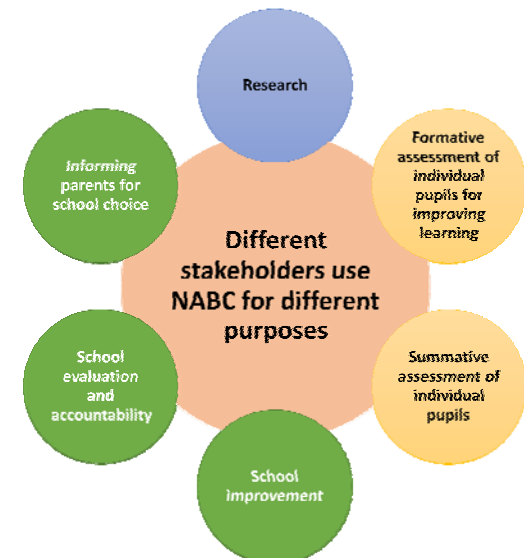 Research
Formative
assessment of
individual
pupils for
improving
learning
Informing
parents for
school choice
Different
stakeholders use
NABC for different
purposes
School
evaluation
and
accountability
Summative
assessment of
individual
pupils
School
improvement